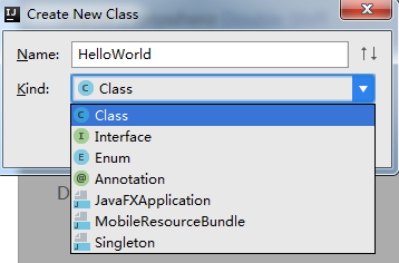 Create New Class
Name: HelloWorld
Kind: Class
Class
Interface
Enum
Annotation
JavaFXApplication
MobileResourceBundle
Singleton